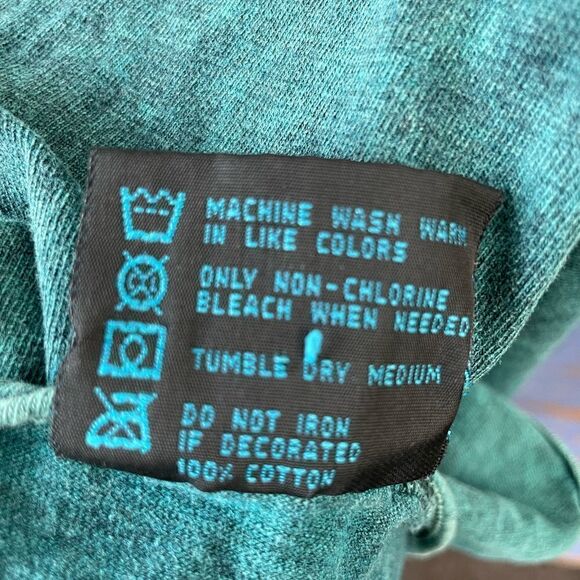 MACHINE WASH WARM
IN LIKE COLORS
ONLY NON-CHLORINE
BLEACH WHEN NEEDED
TUMBLE DRY MEDIUM
DO NOT IRON
IF DECORATED
100% COTTON